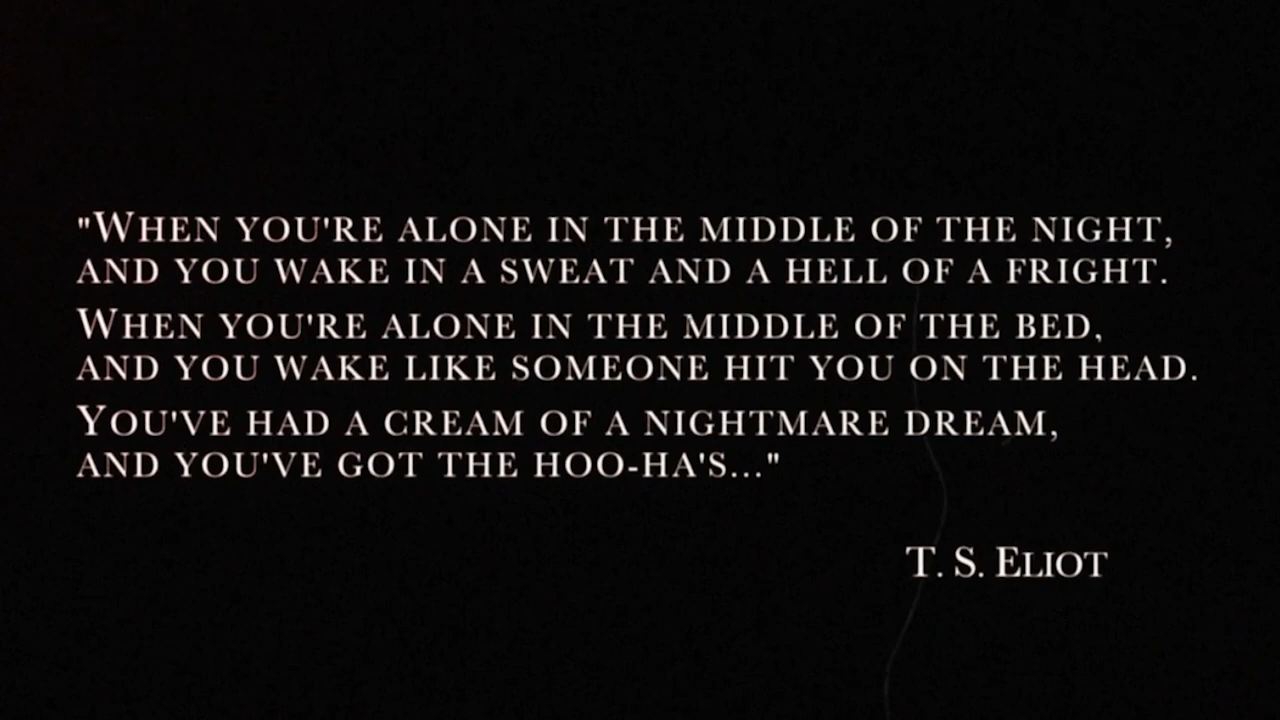 "When you're alone in the middle of the night,
and you wake in a sweat and a hell of a fright.
When you're alone in the middle of the bed,
and you wake like someone hit you on the head.
You've had a cream of a nightmare dream,
and you've got the hoo-ha's..."
T. S. Eliot